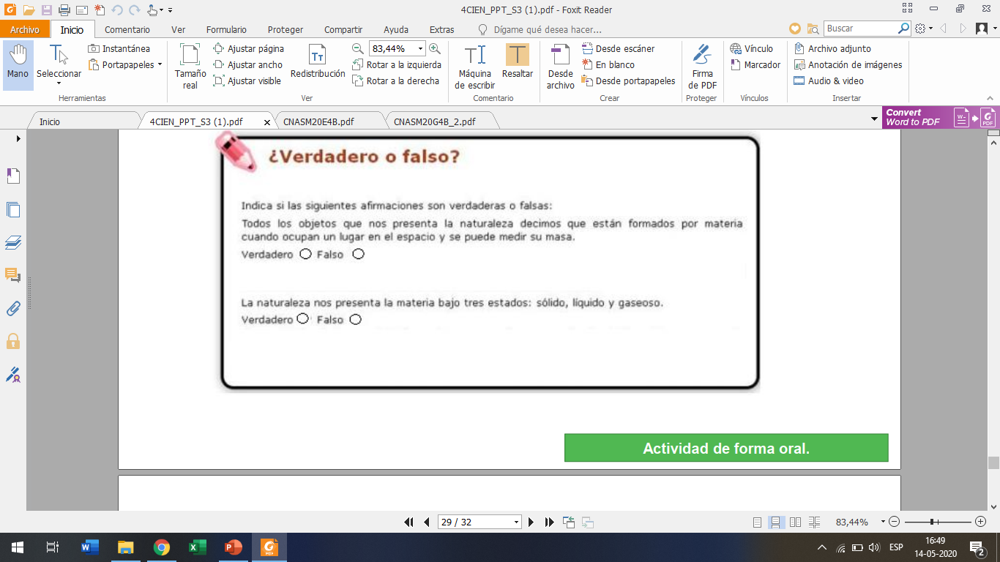 4CIEN_PPT_S3 (1).pdf - Foxit Reader
Archivo Inicio Comentario Ver Formulario Proteger Compartir Ayuda Extras Dígame qué desea hacer... Buscar
Mano
Seleccionar
Instantánea
Portapapeles
Herramientas
Tamaño real
Ajustar página
Ajustar ancho
Ajustar visible
Redistribución
83,44%
Rotar a la izquierda
Rotar a la derecha
Ver
Máquina de escribir
Resaltar
Comentario
Desde archivo
Desde escáner
En blanco
Desde portapapeles
Crear
Firma de PDF
Proteger
Vínculo
Marcador
Vínculos
Archivo adjunto
Anotación de imágenes
Audio & video
Insertar
Inicio 4CIEN_PPT_S3 (1).pdf x CNASM20E4B.pdf CNASM20G4B_2.pdf
Convert
Word to PDF
¿Verdadero o falso?
Indica si las siguientes afirmaciones son verdaderas o falsas:
Todos los objetos que nos presenta la naturaleza decimos que están formados por materia
cuando ocupan un lugar en el espacio y se puede medir su masa.
Verdadero Falso
La naturaleza nos presenta la materia bajo tres estados: sólido, líquido y gaseoso.
Verdadero Falso
Actividad de forma oral.
29 / 32
83,44%
ESP
16:49
14-05-2020
2